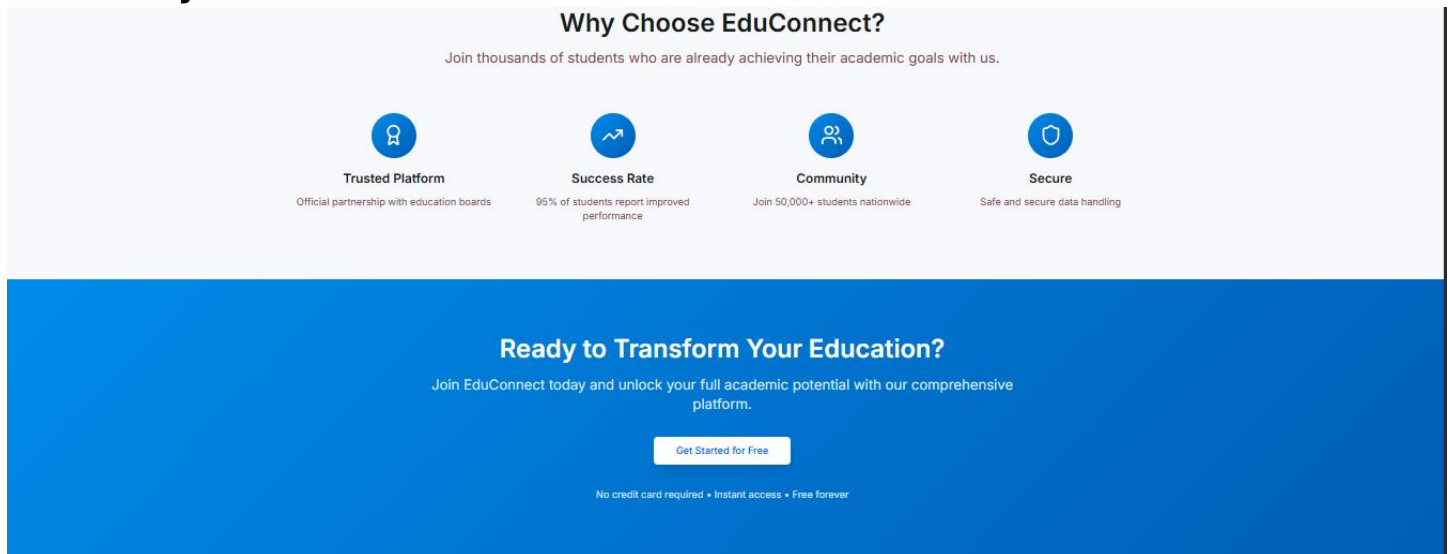 Why Choose EduConnect?
Join thousands of students who are already achieving their academic goals with us.
Trusted Platform
Official partnership with education boards
Success Rate
95% of students report improved
performance
Community
Join 50,000+ students nationwide
Secure
Safe and secure data handling
Ready to Transform Your Education?
Join EduConnect today and unlock your full academic potential with our comprehensive
platform.
Get Started for Free
No credit card required • Instant access • Free forever